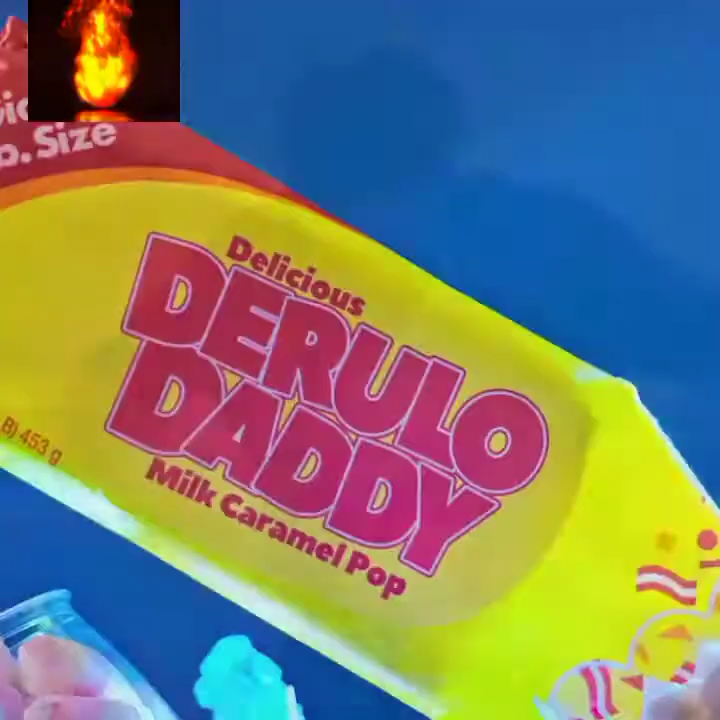 b. Size
Delicious
DERULO
DADDY
Milk Caramel Pop
B) 453 g